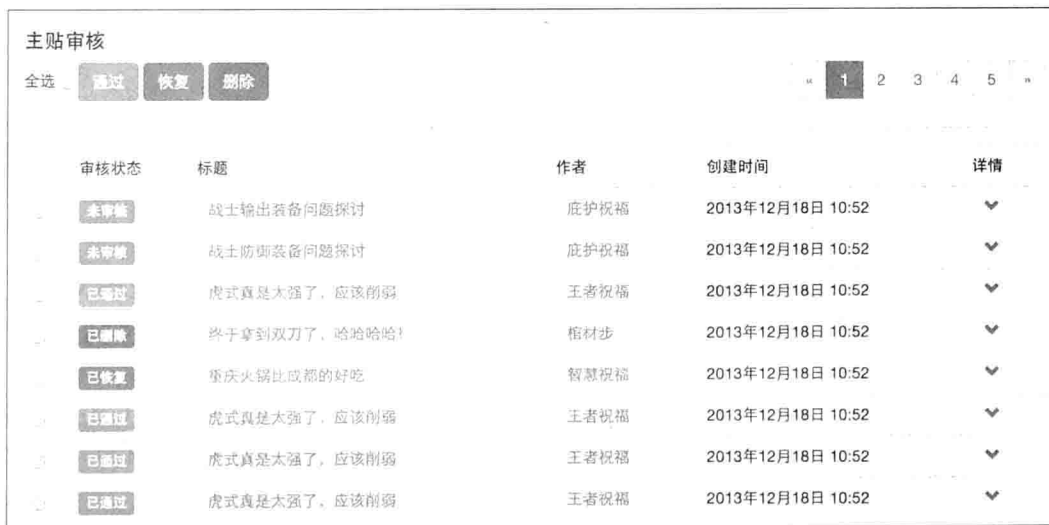 主贴审核
全选 通过 恢复 删除 « 1 2 3 4 5 »
审核状态 标题 作者 创建时间 详情
未审核 战士输出装备问题探讨 庇护祝福 2013年12月18日 10:52
未审核 战士防御装备问题探讨 庇护祝福 2013年12月18日 10:52
已通过 虎式真是太强了，应该削弱 王者祝福 2013年12月18日 10:52
已删除 终于拿到双刀了，哈哈哈哈！ 棺材步 2013年12月18日 10:52
已恢复 重庆火锅比成都的好吃 智慧祝福 2013年12月18日 10:52
已通过 虎式真是太强了，应该削弱 王者祝福 2013年12月18日 10:52
已通过 虎式真是太强了，应该削弱 王者祝福 2013年12月18日 10:52
已通过 虎式真是太强了，应该削弱 王者祝福 2013年12月18日 10:52